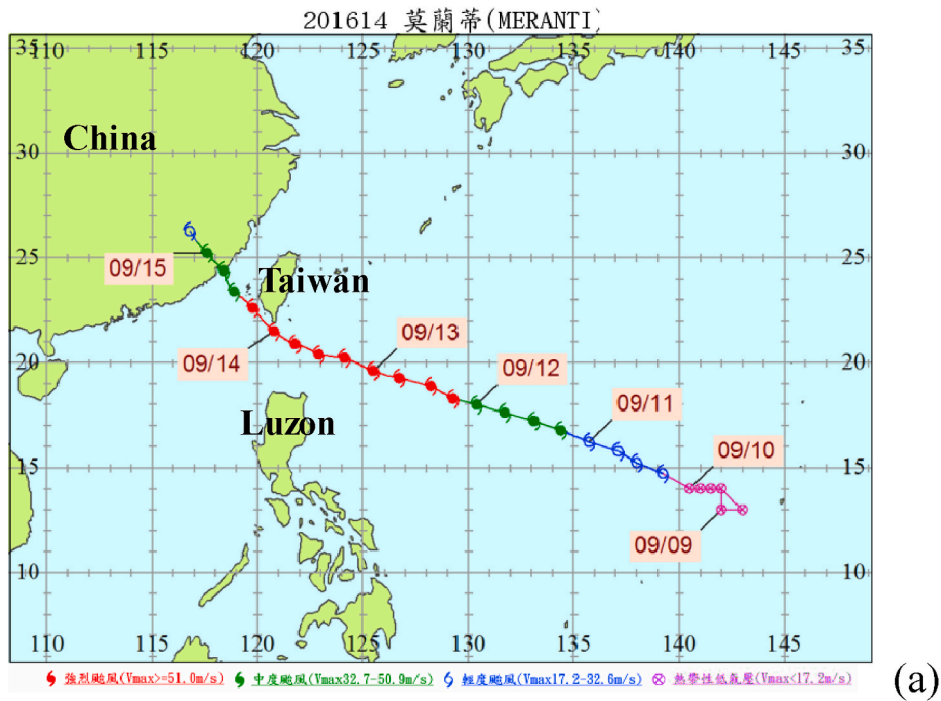 201614 莫蘭蒂(MERANTI)
35 110 115 120 125 130 135 140 145 35
China
30 30
25 25
09/15
Taiwan
09/13
09/14
20 20
09/12
09/11
Luzon
09/10
15 15
09/09
10 10
110 115 120 125 130 135 140 145
強烈颱風(Vmax>=51.0m/s) 中度颱風(Vmax32.7-50.9m/s) 輕度颱風(Vmax17.2-32.6m/s) 熱帶性低氣壓(Vmax<17.2m/s)
(a)